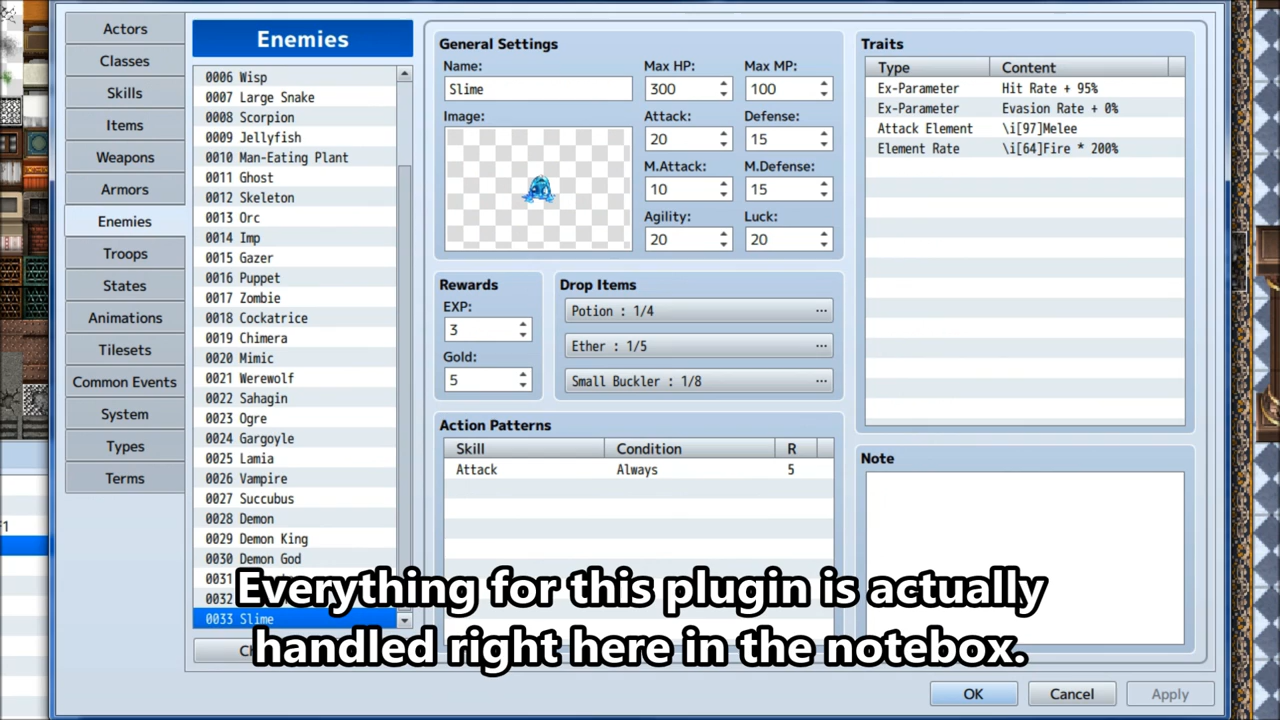 Actors
Classes
Skills
Items
Weapons
Armors
Enemies
Troops
States
Animations
Tilesets
Common Events
System
Types
Terms
Enemies
0006 Wisp
0007 Large Snake
0008 Scorpion
0009 Jellyfish
0010 Man-Eating Plant
0011 Ghost
0012 Skeleton
0013 Orc
0014 Imp
0015 Gazer
0016 Puppet
0017 Zombie
0018 Cockatrice
0019 Chimera
0020 Mimic
0021 Werewolf
0022 Sahagin
0023 Ogre
0024 Gargoyle
0025 Lamia
0026 Vampire
0027 Succubus
0028 Demon
0029 Demon King
0030 Demon God
0031
0032
0033 Slime
General Settings
Name:
Slime
Image:
Max HP: Max MP:
300 100
Attack: Defense:
20 15
M.Attack: M.Defense:
10 15
Agility: Luck:
20 20
Rewards
EXP:
3
Gold:
5
Drop Items
Potion : 1/4 ...
Ether : 1/5 ...
Small Buckler : 1/8 ...
Action Patterns
Skill Condition R
Attack Always 5
Traits
Type Content
Ex-Parameter Hit Rate + 95%
Ex-Parameter Evasion Rate + 0%
Attack Element \i[97]Melee
Element Rate \i[64]Fire * 200%
Note
Everything for this plugin is actually
handled right here in the notebox.
OK Cancel Apply